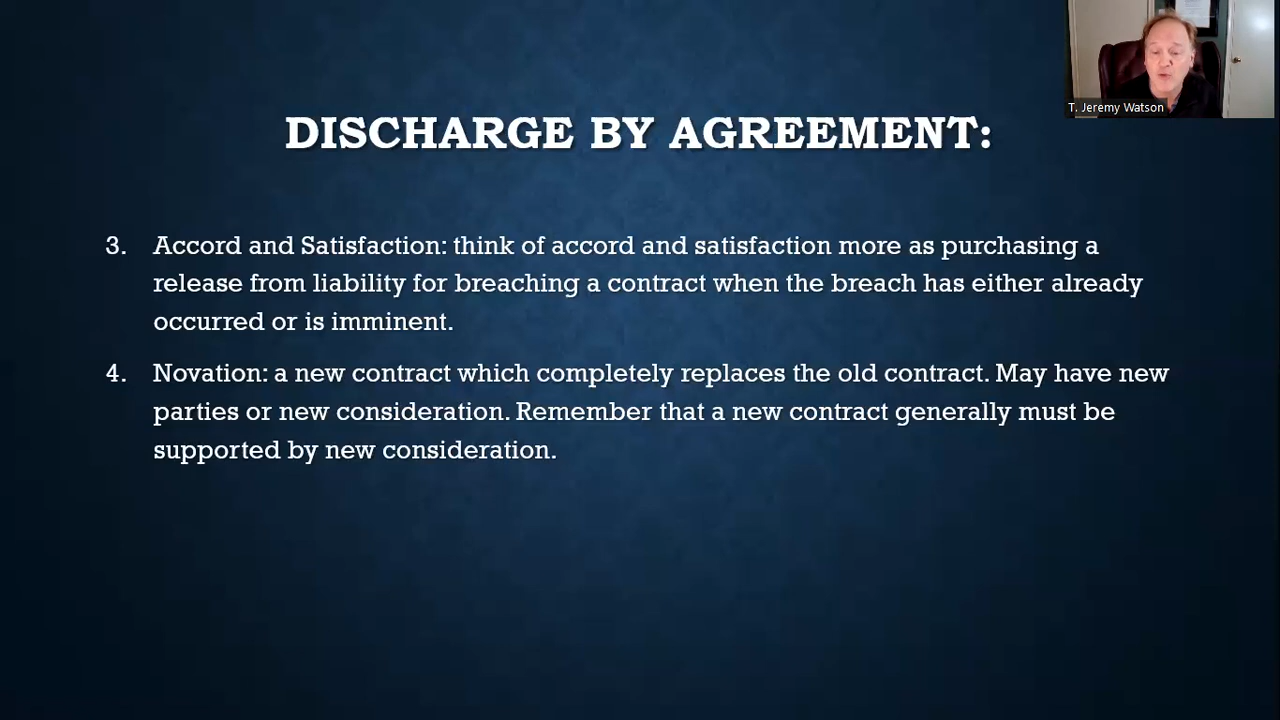 T. Jeremy Watson
DISCHARGE BY AGREEMENT:
3. Accord and Satisfaction: think of accord and satisfaction more as purchasing a
release from liability for breaching a contract when the breach has either already
occurred or is imminent.
4. Novation: a new contract which completely replaces the old contract. May have new
parties or new consideration. Remember that a new contract generally must be
supported by new consideration.